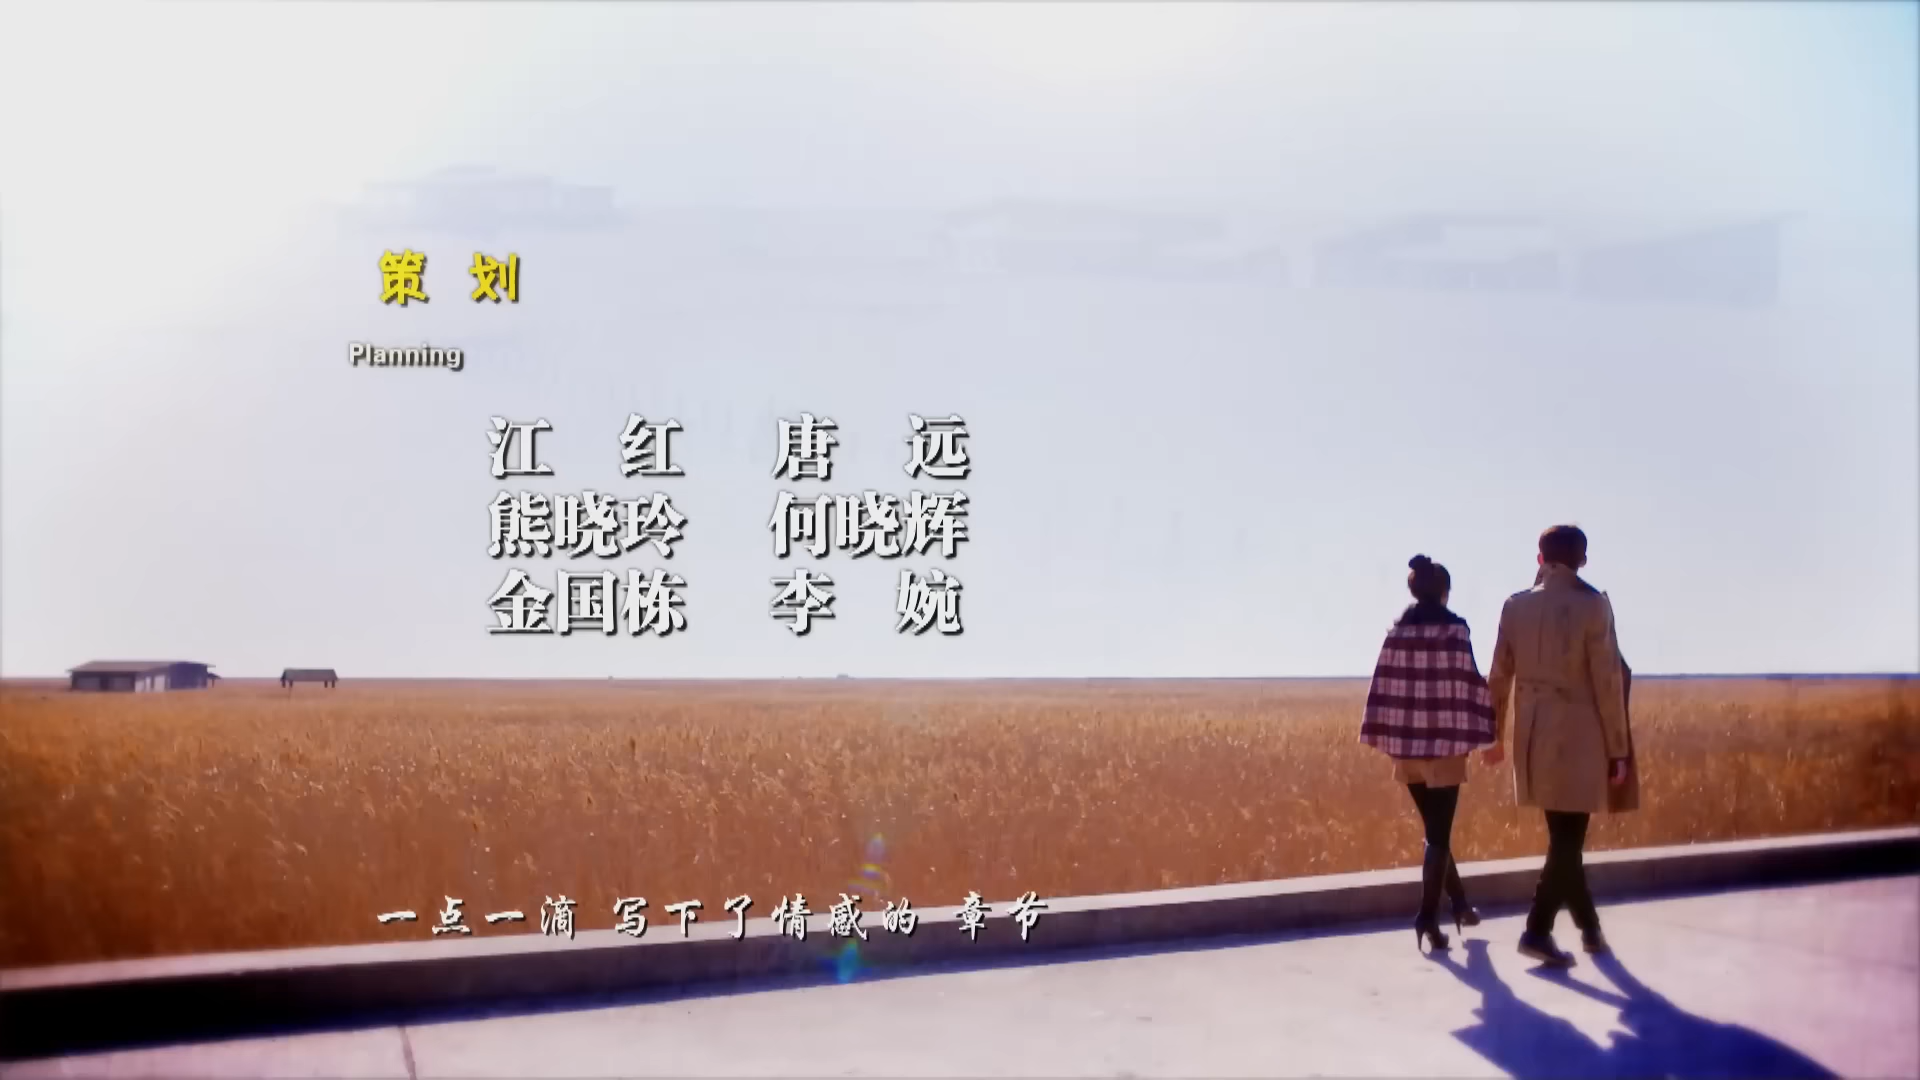 策 划
Planning
江 红 唐 远
熊晓玲 何晓辉
金国栋 李 婉
一点一滴 写下了情感的 章节